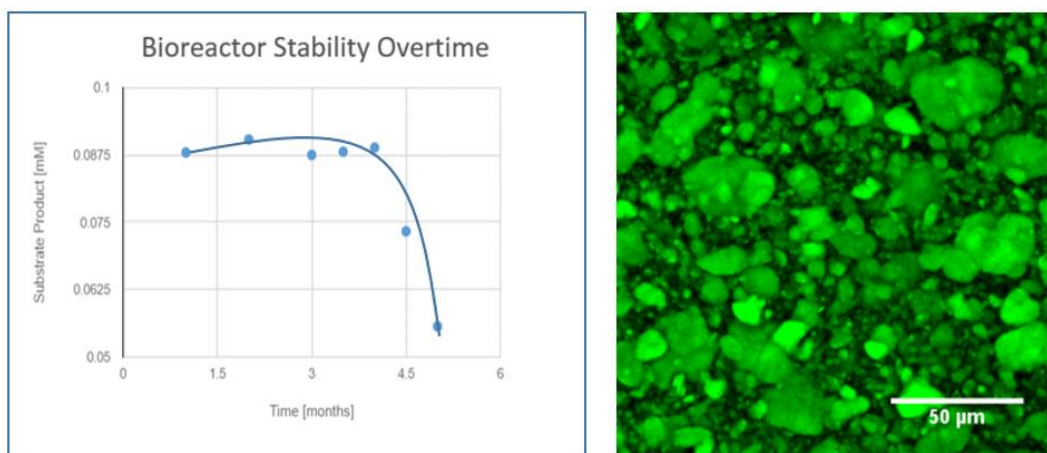 Bioreactor Stability Overtime
0.1
0.0875
0.075
0.0625
0.05
Substrate Product [mM]
0
1.5
3
4.5
6
Time [months]
50 µm